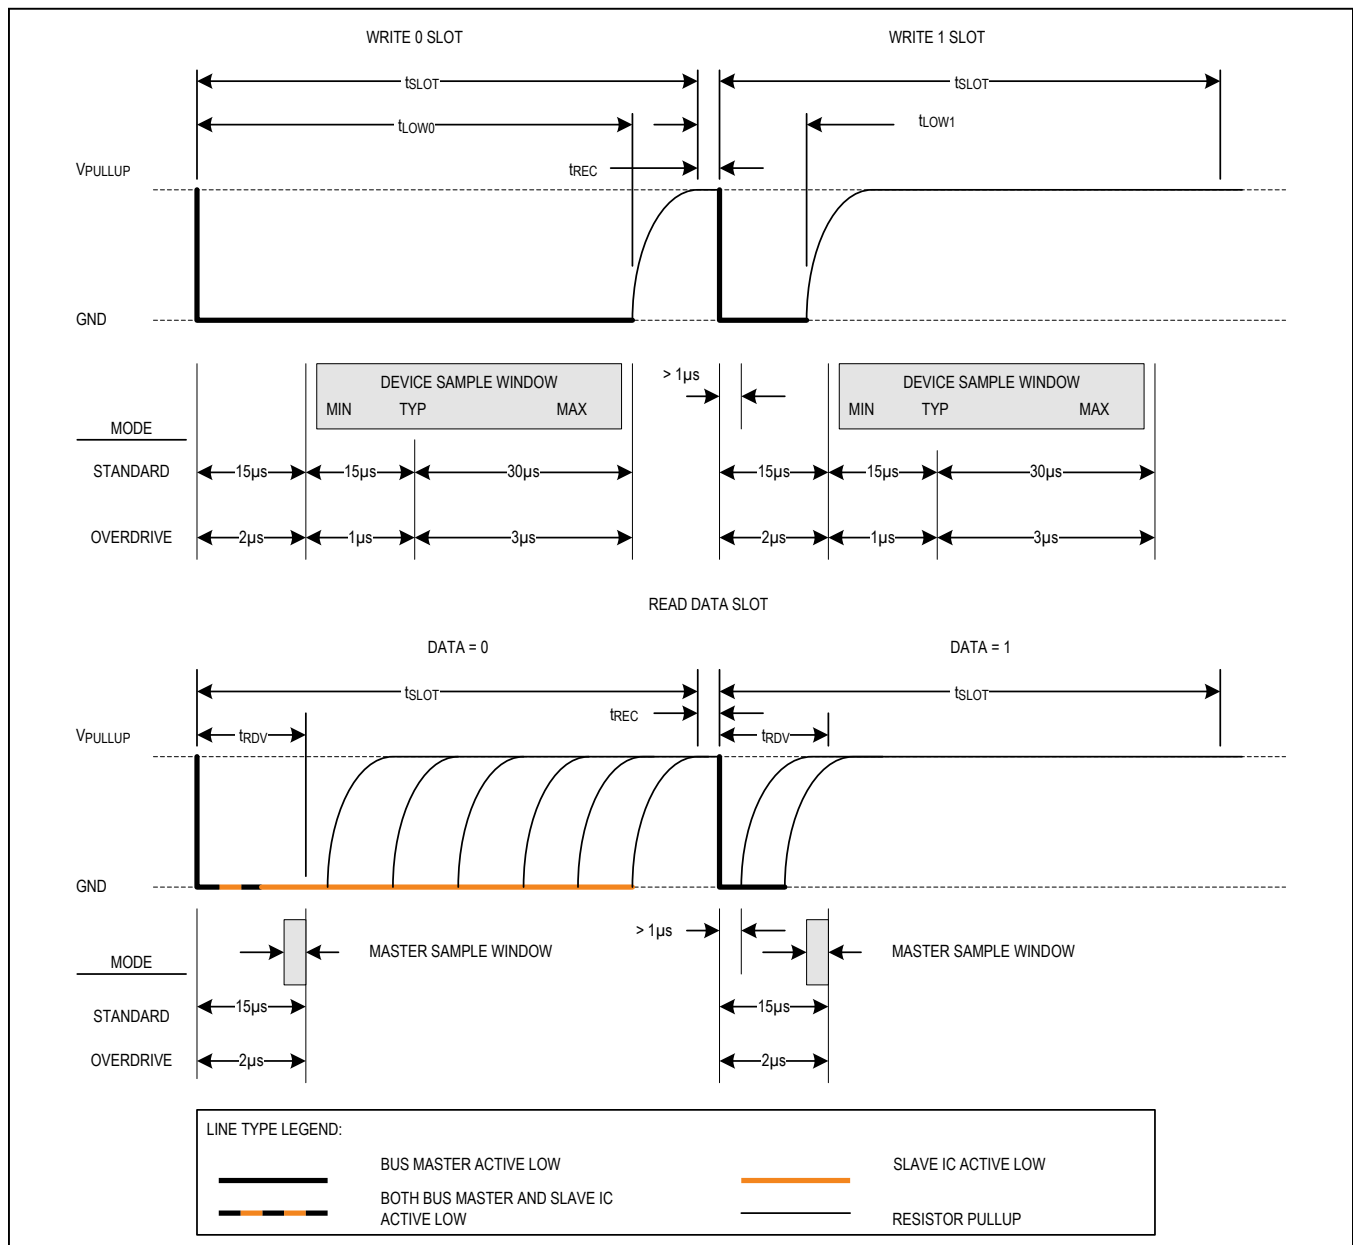 WRITE 0 SLOT WRITE 1 SLOT
tSLOT tSLOT
tLOW0 tLOW1
VPULLUP tREC
GND
DEVICE SAMPLE WINDOW > 1µs DEVICE SAMPLE WINDOW
MIN TYP MAX MIN TYP MAX
MODE
STANDARD 15µs 15µs 30µs 15µs 15µs 30µs
OVERDRIVE 2µs 1µs 3µs 2µs 1µs 3µs
READ DATA SLOT
DATA = 0 DATA = 1
tSLOT tSLOT
tREC
VPULLUP tRDV tRDV
GND
> 1µs
MASTER SAMPLE WINDOW MASTER SAMPLE WINDOW
MODE
STANDARD 15µs 15µs
OVERDRIVE 2µs 2µs
LINE TYPE LEGEND:
BUS MASTER ACTIVE LOW SLAVE IC ACTIVE LOW
BOTH BUS MASTER AND SLAVE IC
ACTIVE LOW RESISTOR PULLUP